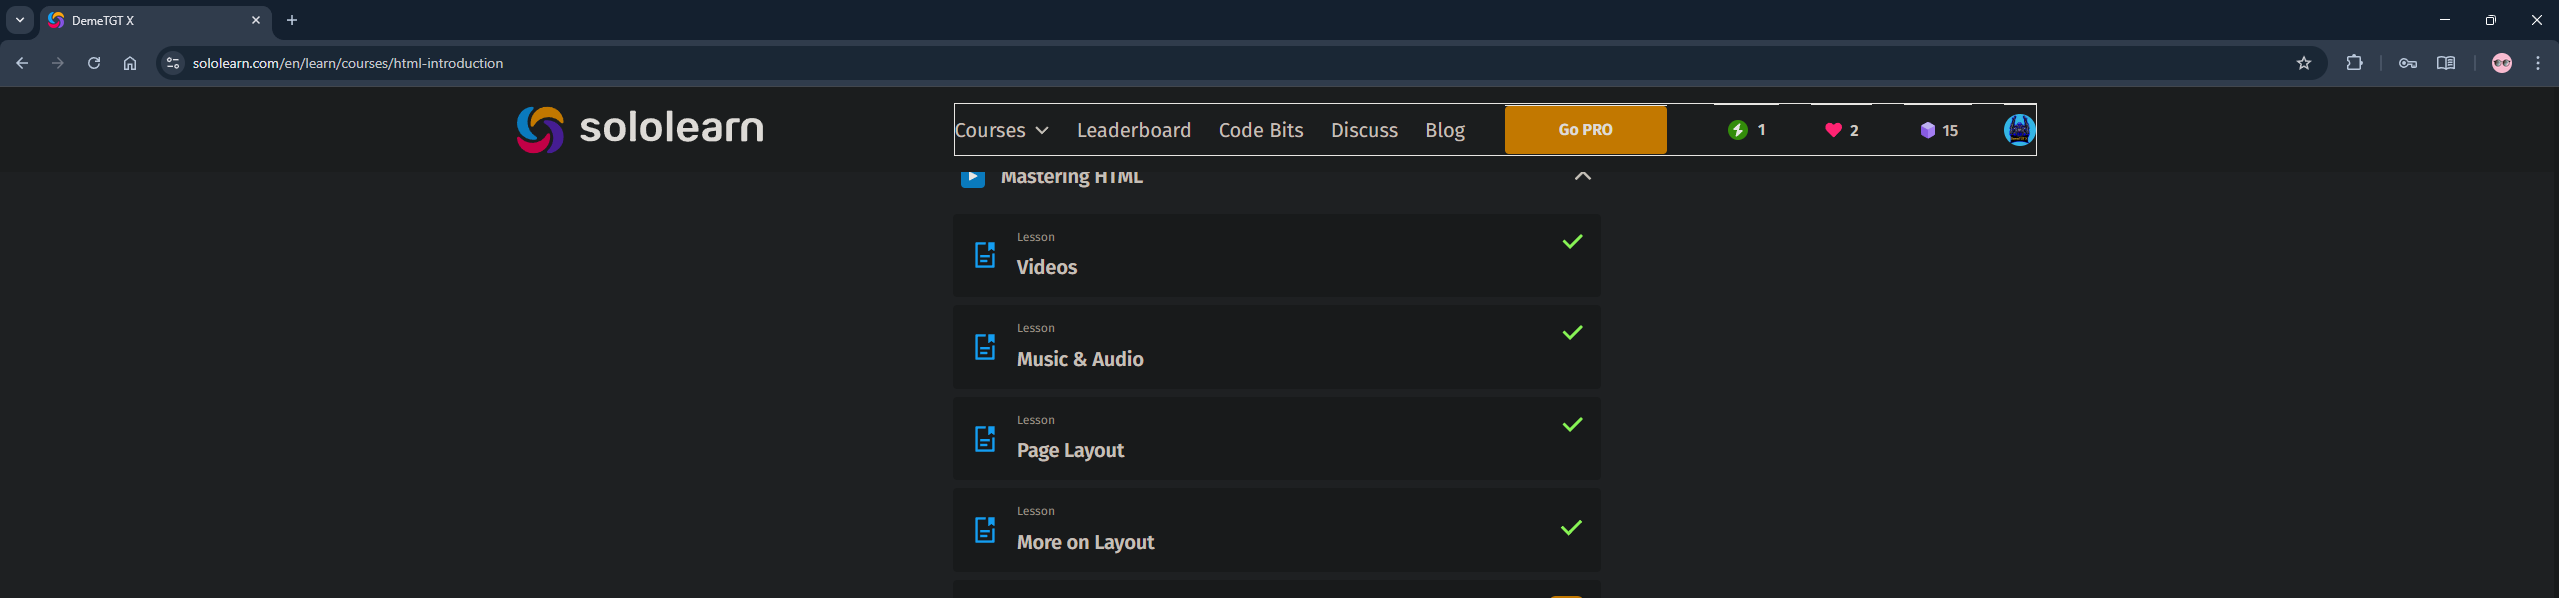 DemeTGT X
sololearn.com/en/learn/courses/html-introduction
sololearn
Courses Leaderboard Code Bits Discuss Blog Go PRO 1 2 15
Mastering HTML
Lesson
Videos
Lesson
Music & Audio
Lesson
Page Layout
Lesson
More on Layout